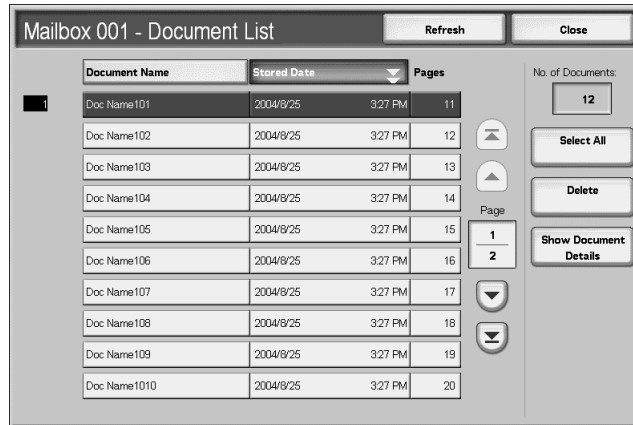 Mailbox 001 - Document List Refresh Close
Document Name Stored Date Pages No. of Documents:
1 Doc Name101 2004/8/25 3:27 PM 11 12
Doc Name102 2004/8/25 3:27 PM 12 Select All
Doc Name103 2004/8/25 3:27 PM 13
Doc Name104 2004/8/25 3:27 PM 14 Delete
Page
Doc Name105 2004/8/25 3:27 PM 15 1 Show Document
Doc Name106 2004/8/25 3:27 PM 16 2 Details
Doc Name107 2004/8/25 3:27 PM 17
Doc Name108 2004/8/25 3:27 PM 18
Doc Name109 2004/8/25 3:27 PM 19
Doc Name1010 2004/8/25 3:27 PM 20